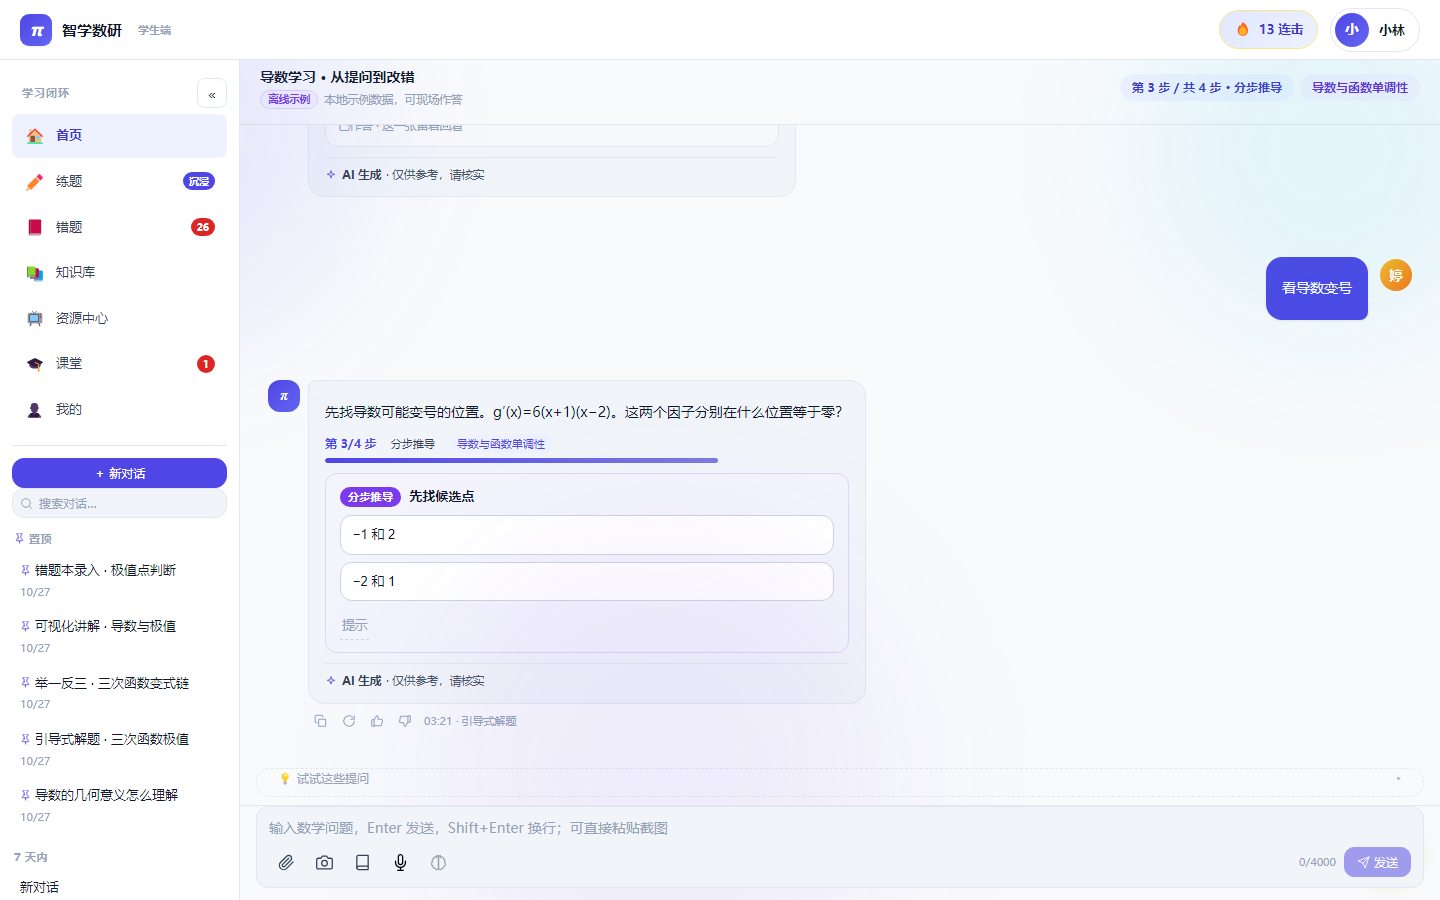 π 智学数研 学生端
13 连击
小 小林
学习闭环 «
首页
练题 沉浸
错题 26
知识库
资源中心
课堂 1
我的
+ 新对话
搜索对话...
置顶
错题本录入 · 极值点判断
10/27
可视化讲解 · 导数与极值
10/27
举一反三 · 三次函数变式链
10/27
引导式解题 · 三次函数极值
10/27
导数的几何意义怎么理解
10/27
7 天内
新对话
导数学习 • 从提问到改错
离线示例 本地示例数据，可现场作答
第 3 步 / 共 4 步 • 分步推导
导数与函数单调性
已作答 · 这一张留着回看
AI 生成 · 仅供参考，请核实
看导数变号
婷
π
先找导数可能变号的位置。g′(x)=6(x+1)(x−2)。这两个因子分别在什么位置等于零？
第 3/4 步 分步推导 导数与函数单调性
分步推导 先找候选点
−1 和 2
−2 和 1
提示
AI 生成 · 仅供参考，请核实
03:21 · 引导式解题
试试这些提问
输入数学问题，Enter 发送，Shift+Enter 换行；可直接粘贴截图
0/4000 发送